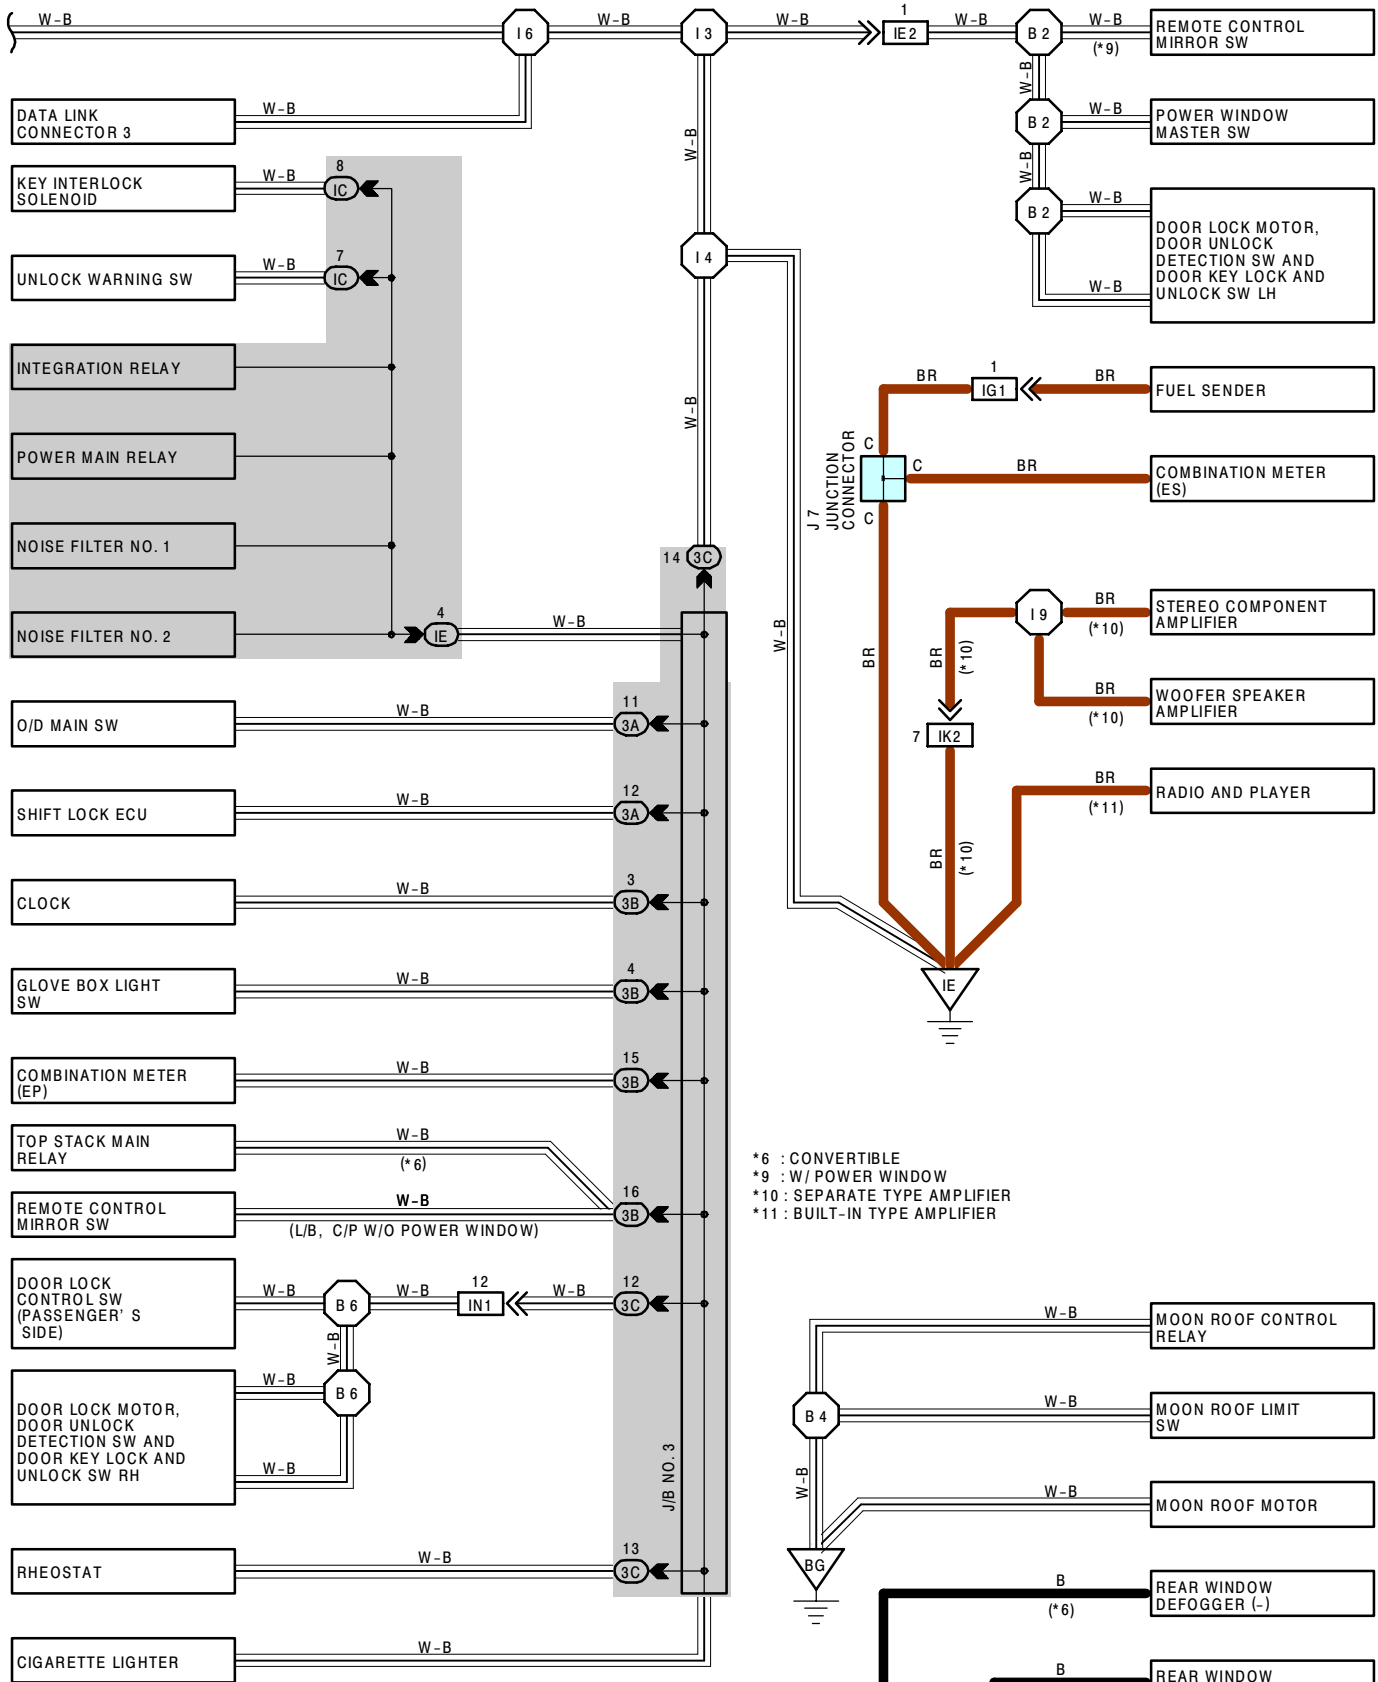 W-B
I6
W-B
I3
W-B
1
IE2
W-B
B2
W-B
(*9)
REMOTE CONTROL
MIRROR SW
DATA LINK
CONNECTOR 3
W-B
W-B
W-B
B2
W-B
POWER WINDOW
MASTER SW
KEY INTERLOCK
SOLENOID
W-B
8
IC
W-B
B2
W-B
W-B
DOOR LOCK MOTOR,
DOOR UNLOCK
DETECTION SW AND
DOOR KEY LOCK AND
UNLOCK SW LH
UNLOCK WARNING SW
W-B
7
IC
I4
INTEGRATION RELAY
POWER MAIN RELAY
NOISE FILTER NO. 1
NOISE FILTER NO. 2
4
IE
W-B
W-B
14
3C
W-B
BR
1
IG1
BR
FUEL SENDER
C
C
C
BR
COMBINATION METER
(ES)
J7
JUNCTION
CONNECTOR
BR
I9
BR
(*10)
STEREO COMPONENT
AMPLIFIER
BR
(*10)
BR
(*10)
WOOFER SPEAKER
AMPLIFIER
7
IK2
BR
(*10)
BR
(*11)
RADIO AND PLAYER
IE
O/D MAIN SW
W-B
11
3A
SHIFT LOCK ECU
W-B
12
3A
CLOCK
W-B
3
3B
GLOVE BOX LIGHT
SW
W-B
4
3B
COMBINATION METER
(EP)
W-B
15
3B
TOP STACK MAIN
RELAY
W-B
(*6)
REMOTE CONTROL
MIRROR SW
W-B
(L/B, C/P W/O POWER WINDOW)
16
3B
*6 : CONVERTIBLE
*9 : W/ POWER WINDOW
*10 : SEPARATE TYPE AMPLIFIER
*11 : BUILT-IN TYPE AMPLIFIER
DOOR LOCK
CONTROL SW
(PASSENGER'S
SIDE)
W-B
B6
W-B
12
IN1
W-B
12
3C
W-B
DOOR LOCK MOTOR,
DOOR UNLOCK
DETECTION SW AND
DOOR KEY LOCK AND
UNLOCK SW RH
W-B
B6
W-B
J/B NO. 3
RHEOSTAT
W-B
13
3C
CIGARETTE LIGHTER
W-B
W-B
MOON ROOF CONTROL
RELAY
B4
W-B
MOON ROOF LIMIT
SW
W-B
W-B
MOON ROOF MOTOR
BG
B
(*6)
REAR WINDOW
DEFOGGER (-)
B
REAR WINDOW